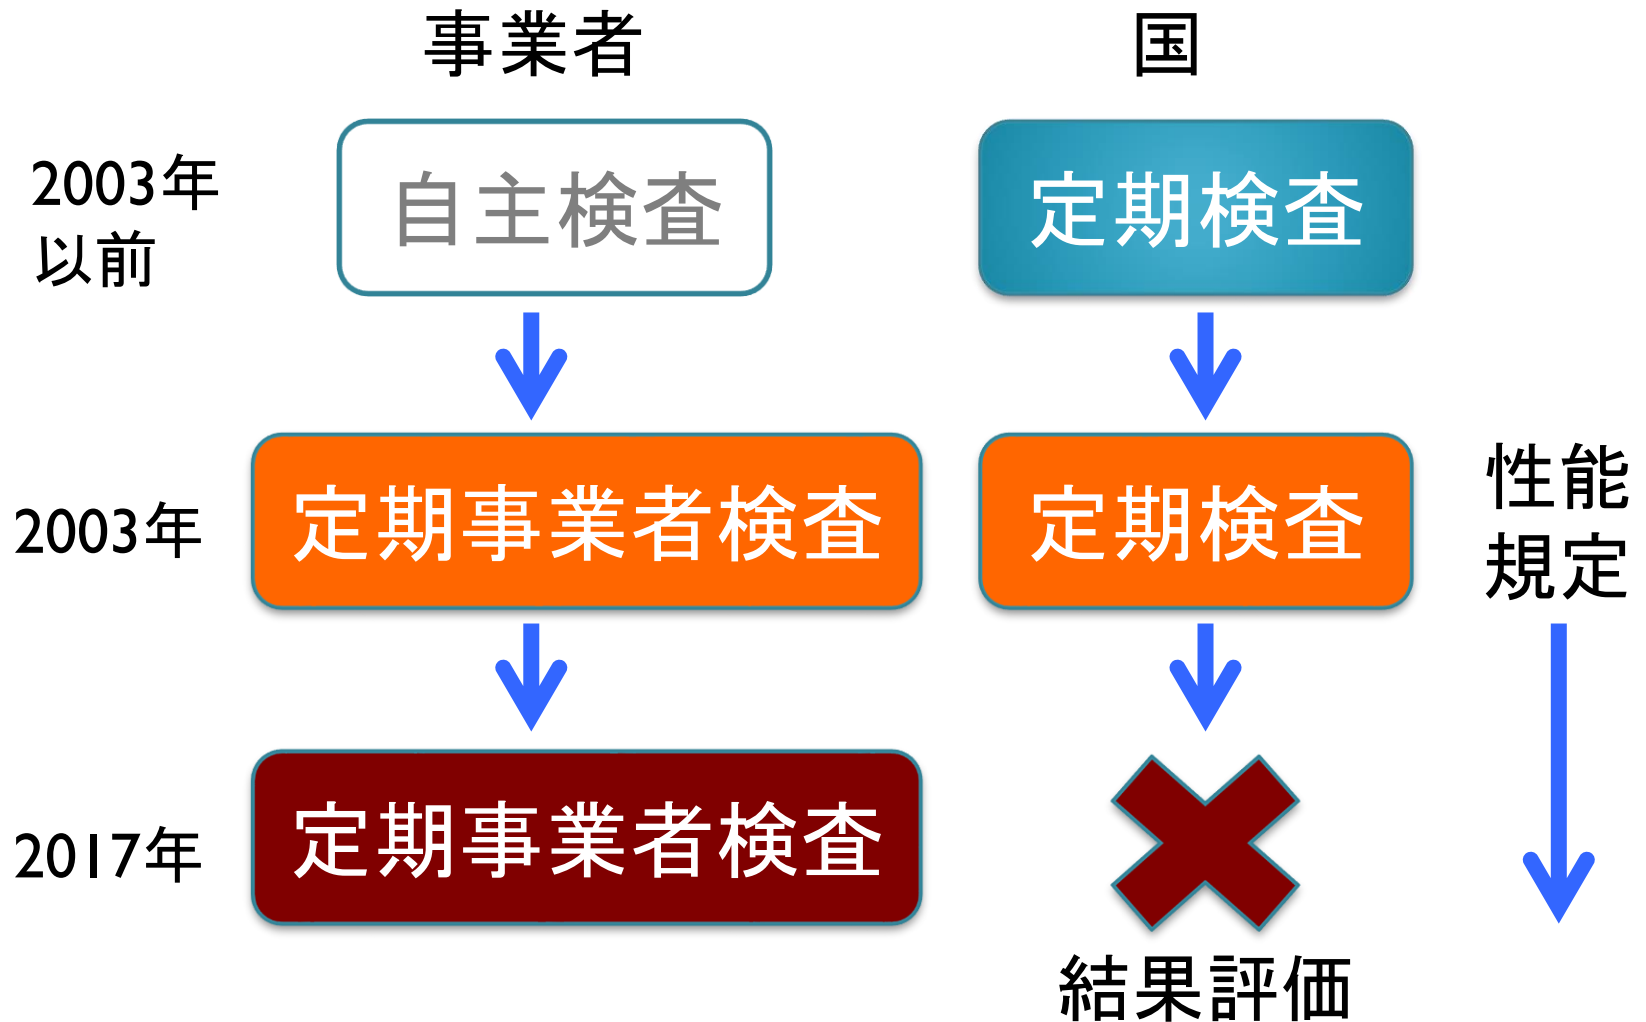 事業者
国
2003年
以前
自主検査
定期検査
2003年
定期事業者検査
定期検査
性能
規定
2017年
定期事業者検査
結果評価